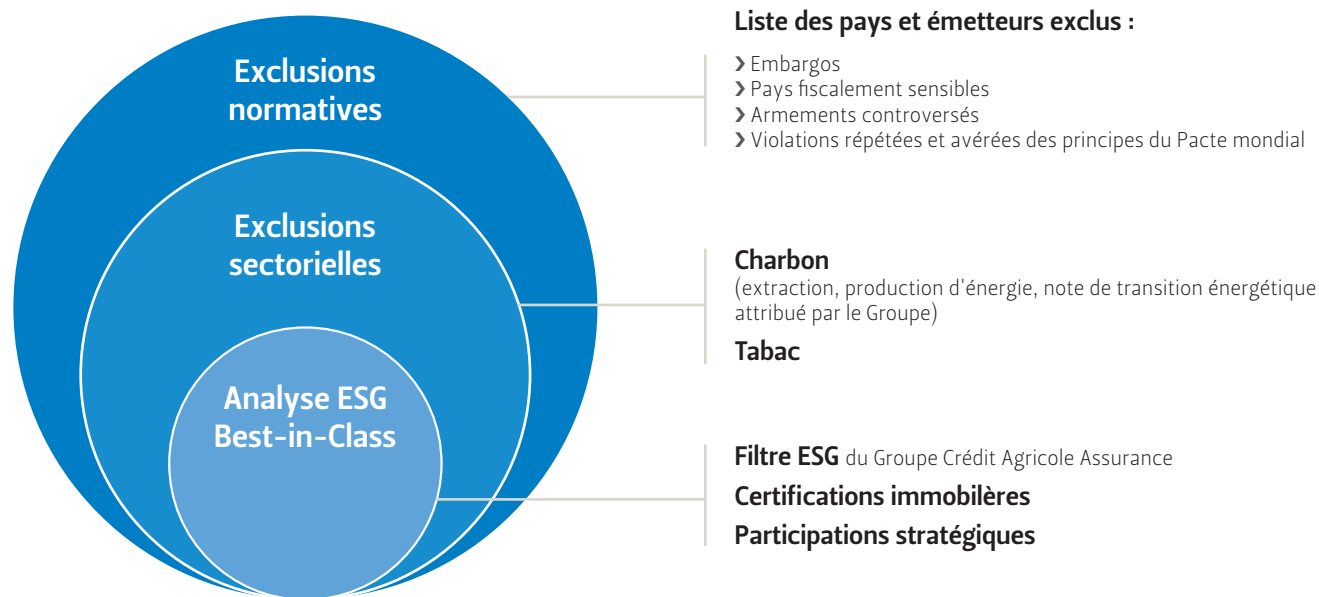 Exclusions
normatives
Liste des pays et émetteurs exclus :
❯ Embargos
❯ Pays fiscalement sensibles
❯ Armements controversés
❯ Violations répétées et avérées des principes du Pacte mondial
Exclusions
sectorielles
Charbon
(extraction, production d'énergie, note de transition énergétique
attribué par le Groupe)
Tabac
Analyse ESG
Best-in-Class
Filtre ESG du Groupe Crédit Agricole Assurance
Certifications immobilères
Participations stratégiques